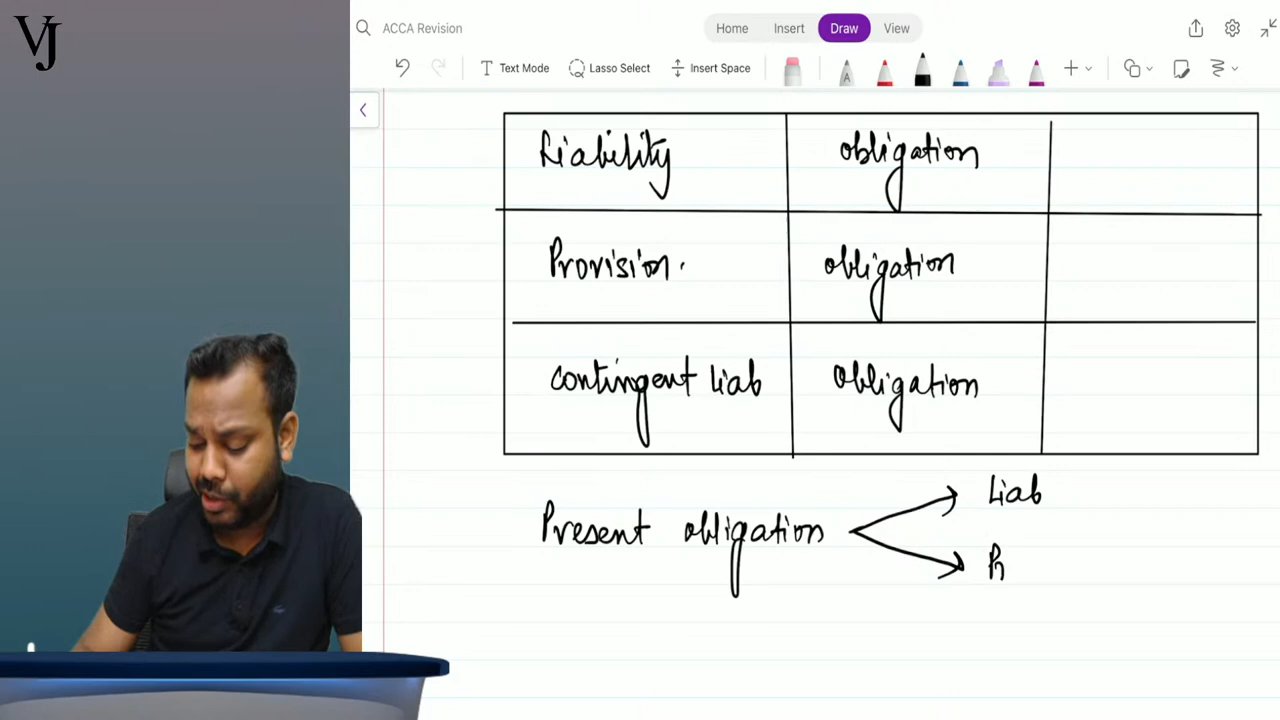 VJ
ACCA Revision
Home Insert Draw View
Text Mode Lasso Select Insert Space
A
Liability obligation
Provision. obligation
Contingent Liab obligation
Present obligation Liab
Pr